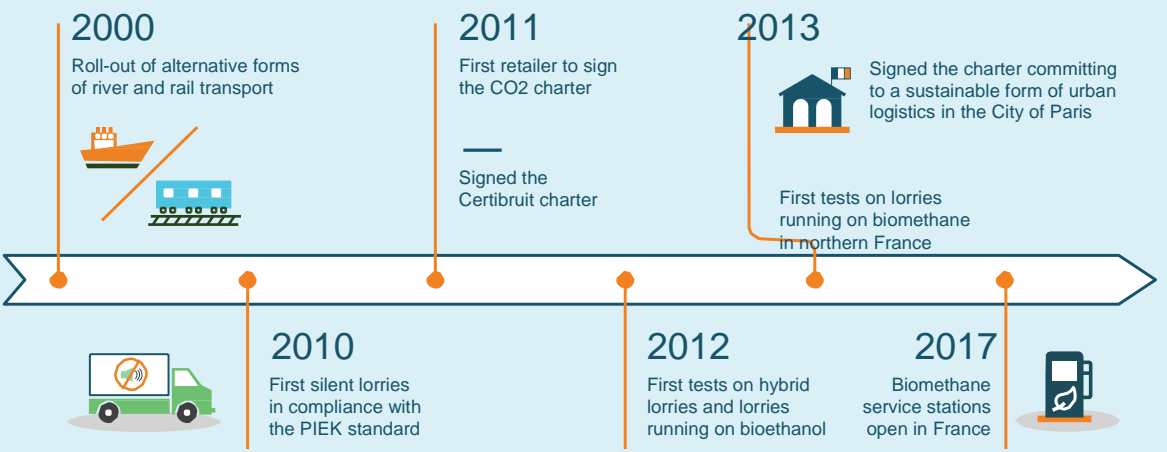 2000
Roll-out of alternative forms
of river and rail transport
2011
First retailer to sign
the CO2 charter
Signed the
Certibruit charter
2013
Signed the charter committing
to a sustainable form of urban
logistics in the City of Paris
First tests on lorries
running on biomethane
in northern France
2010
First silent lorries
in compliance with
the PIEK standard
2012
First tests on hybrid
lorries and lorries
running on bioethanol
2017
Biomethane
service stations
open in France